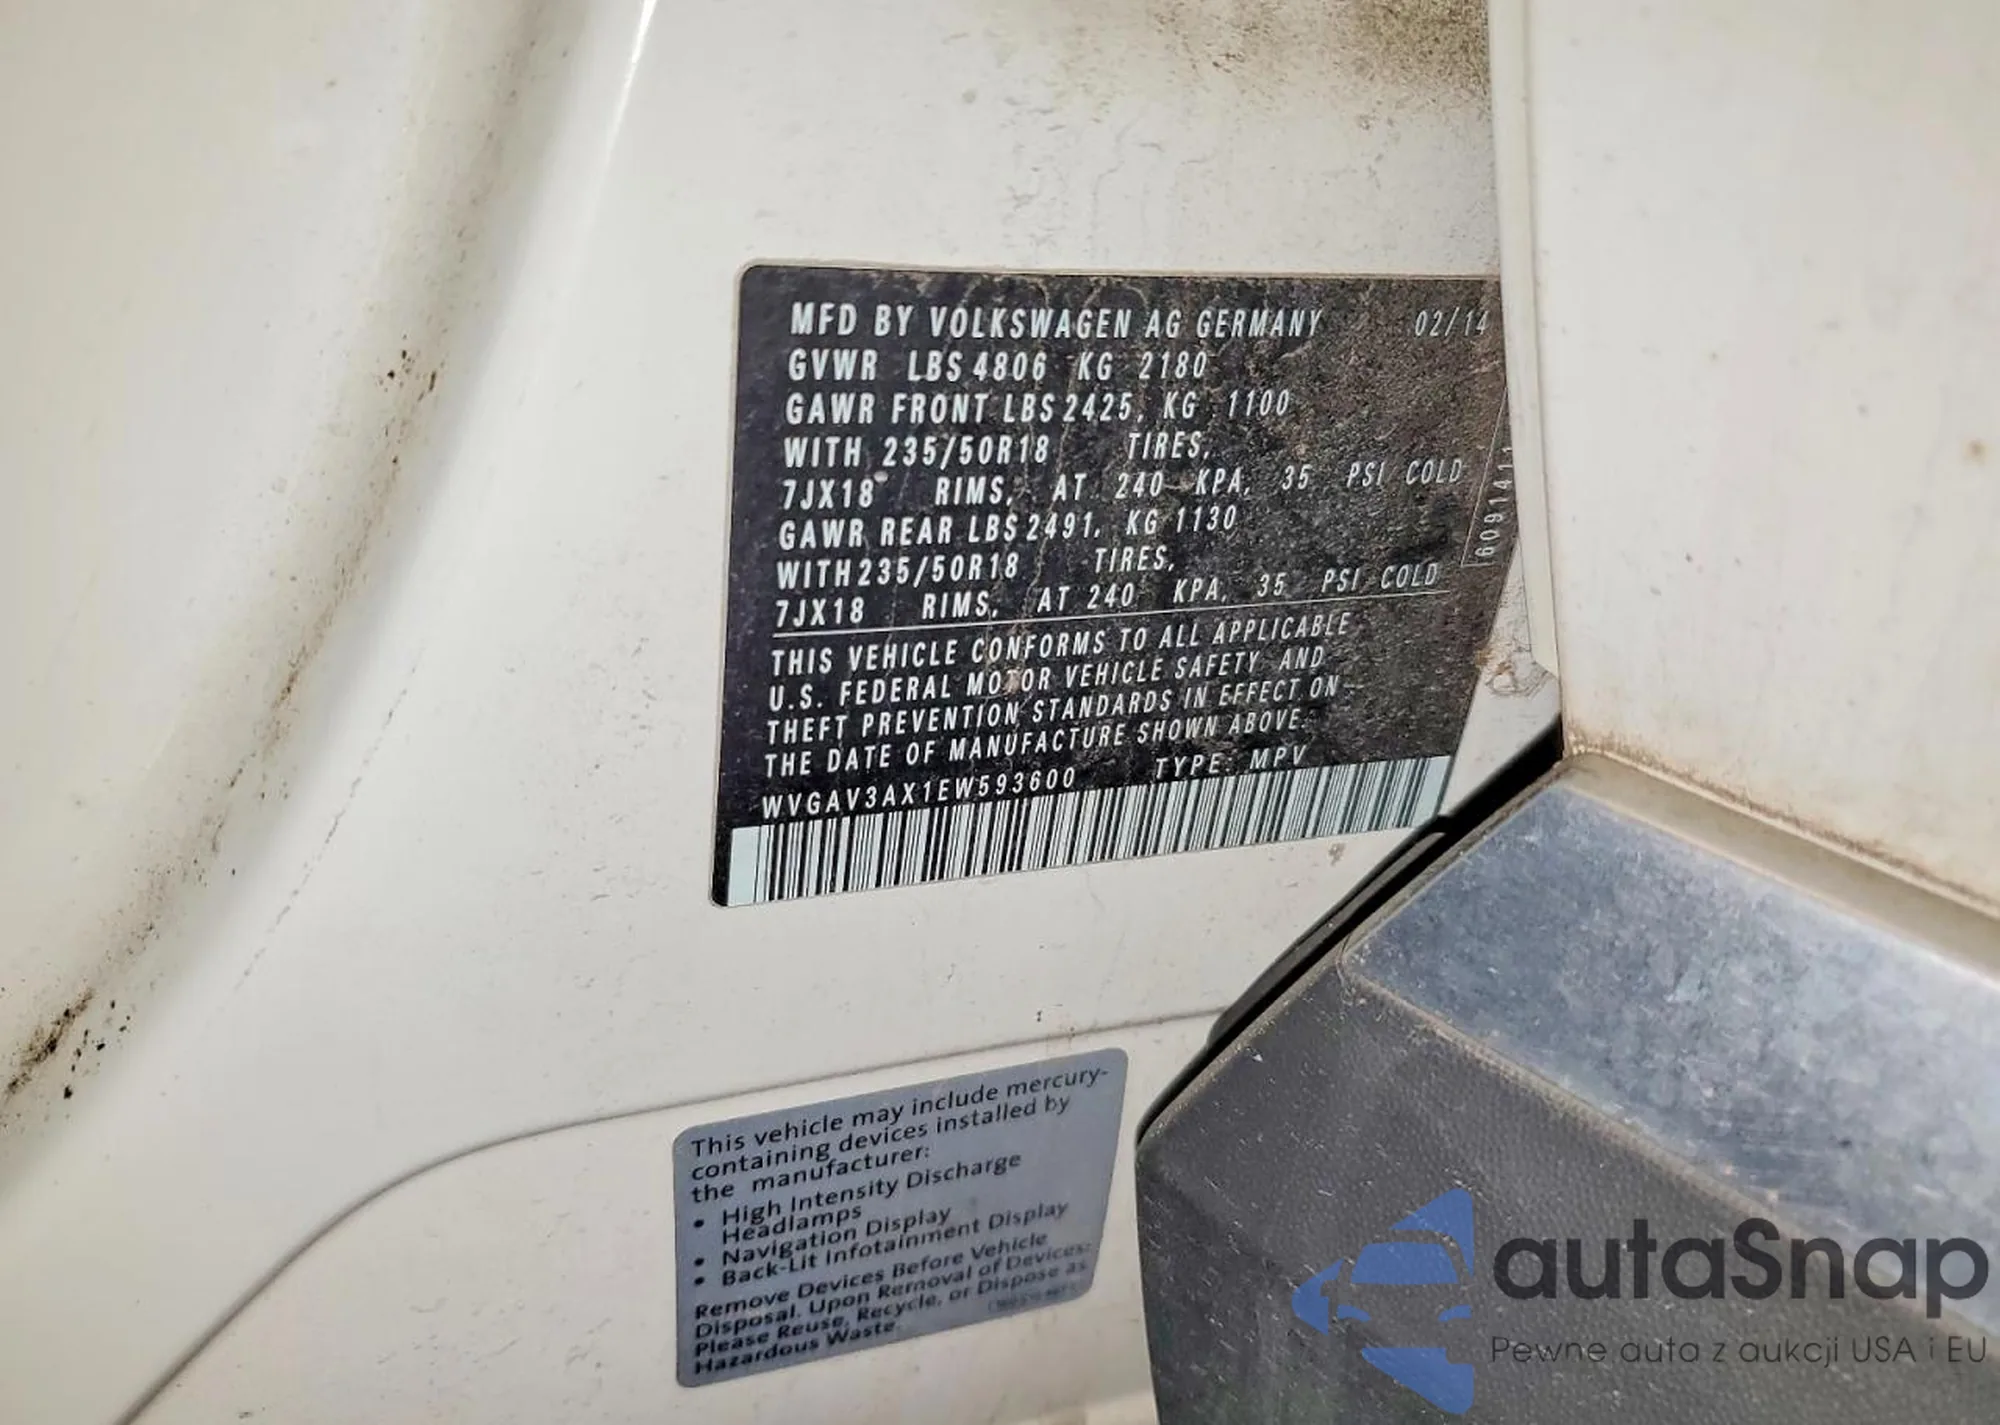 MFD BY VOLKSWAGEN AG GERMANY 02/14
GVWR LBS 4806 KG 2180
GAWR FRONT LBS 2425, KG 1100
WITH 235/50R18 TIRES,
7JX18 RIMS, AT 240 KPA, 35 PSI COLD
GAWR REAR LBS 2491, KG 1130
WITH 235/50R18 TIRES,
7JX18 RIMS, AT 240 KPA, 35 PSI COLD
THIS VEHICLE CONFORMS TO ALL APPLICABLE
U.S. FEDERAL MOTOR VEHICLE SAFETY AND
THEFT PREVENTION STANDARDS IN EFFECT ON
THE DATE OF MANUFACTURE SHOWN ABOVE.
WVGAV3AX1EW593600 TYPE: MPV
This vehicle may include mercury-
containing devices installed by
the manufacturer:
• High Intensity Discharge
Headlamps
• Navigation Display
• Back-Lit Infotainment Display
Remove Devices Before Vehicle
Disposal. Upon Removal of Devices:
Please Reuse, Recycle, or Dispose as
Hazardous Waste.
autaSnap
Pewne auta z aukcji USA i EU